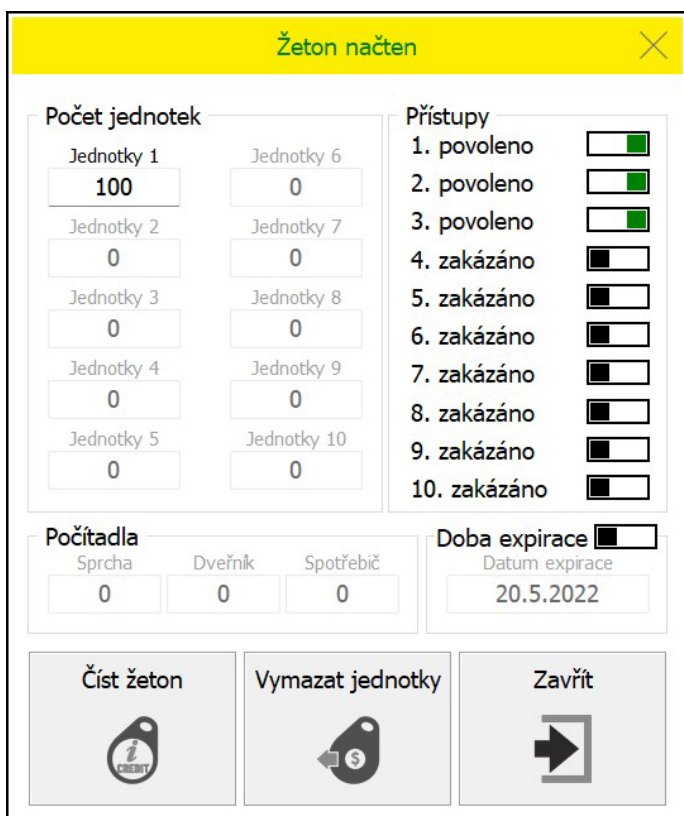 Žeton načten
Počet jednotek
Jednotky 1
100
Jednotky 2
0
Jednotky 3
0
Jednotky 4
0
Jednotky 5
0
Jednotky 6
0
Jednotky 7
0
Jednotky 8
0
Jednotky 9
0
Jednotky 10
0
Přístupy
1. povoleno
2. povoleno
3. povoleno
4. zakázáno
5. zakázáno
6. zakázáno
7. zakázáno
8. zakázáno
9. zakázáno
10. zakázáno
Počítadla
Sprcha
0
Dveřník
0
Spotřebič
0
Doba expirace
Datum expirace
20.5.2022
Číst žeton
i
CREDIT
Vymazat jednotky
$
Zavřít